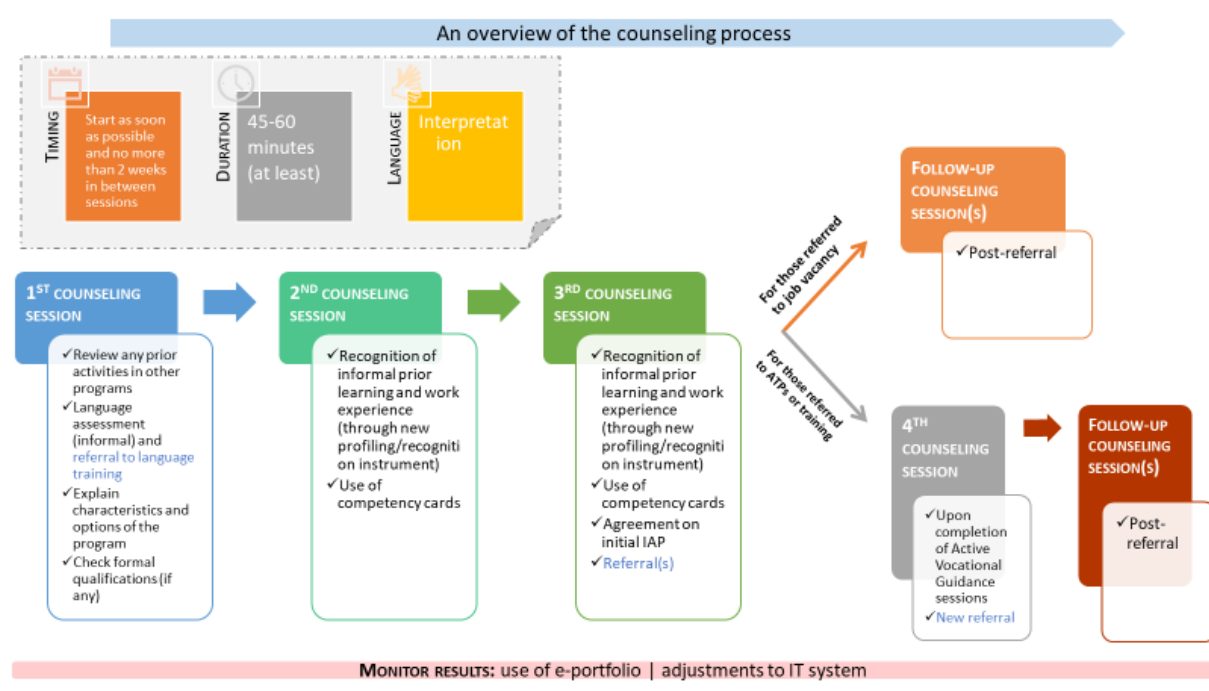 An overview of the counseling process
TIMING
Start as soon
as possible
and no more
than 2 weeks
in between
sessions
DURATION
45-60
minutes
(at least)
LANGUAGE
Interpretat
ion
1ST COUNSELING
SESSION
✓Review any prior
activities in other
programs
✓Language
assessment
(informal) and
referral to language
training
✓Explain
characteristics and
options of the
program
✓Check formal
qualifications (if
any)
2ND COUNSELING
SESSION
✓Recognition of
informal prior
learning and work
experience
(through new
profiling/recogniti
on instrument)
✓Use of
competency cards
3RD COUNSELING
SESSION
✓Recognition of
informal prior
learning and work
experience
(through new
profiling/recogniti
on instrument)
✓Use of
competency cards
✓Agreement on
initial IAP
✓Referral(s)
For those referred
to job vacancy
FOLLOW-UP
COUNSELING
SESSION(S)
✓Post-referral
For those referred
to ATPs or training
4TH
COUNSELING
SESSION
✓Upon
completion
of Active
Vocational
Guidance
sessions
✓New referral
FOLLOW-UP
COUNSELING
SESSION(S)
✓Post-
referral
MONITOR RESULTS: use of e-portfolio | adjustments to IT system